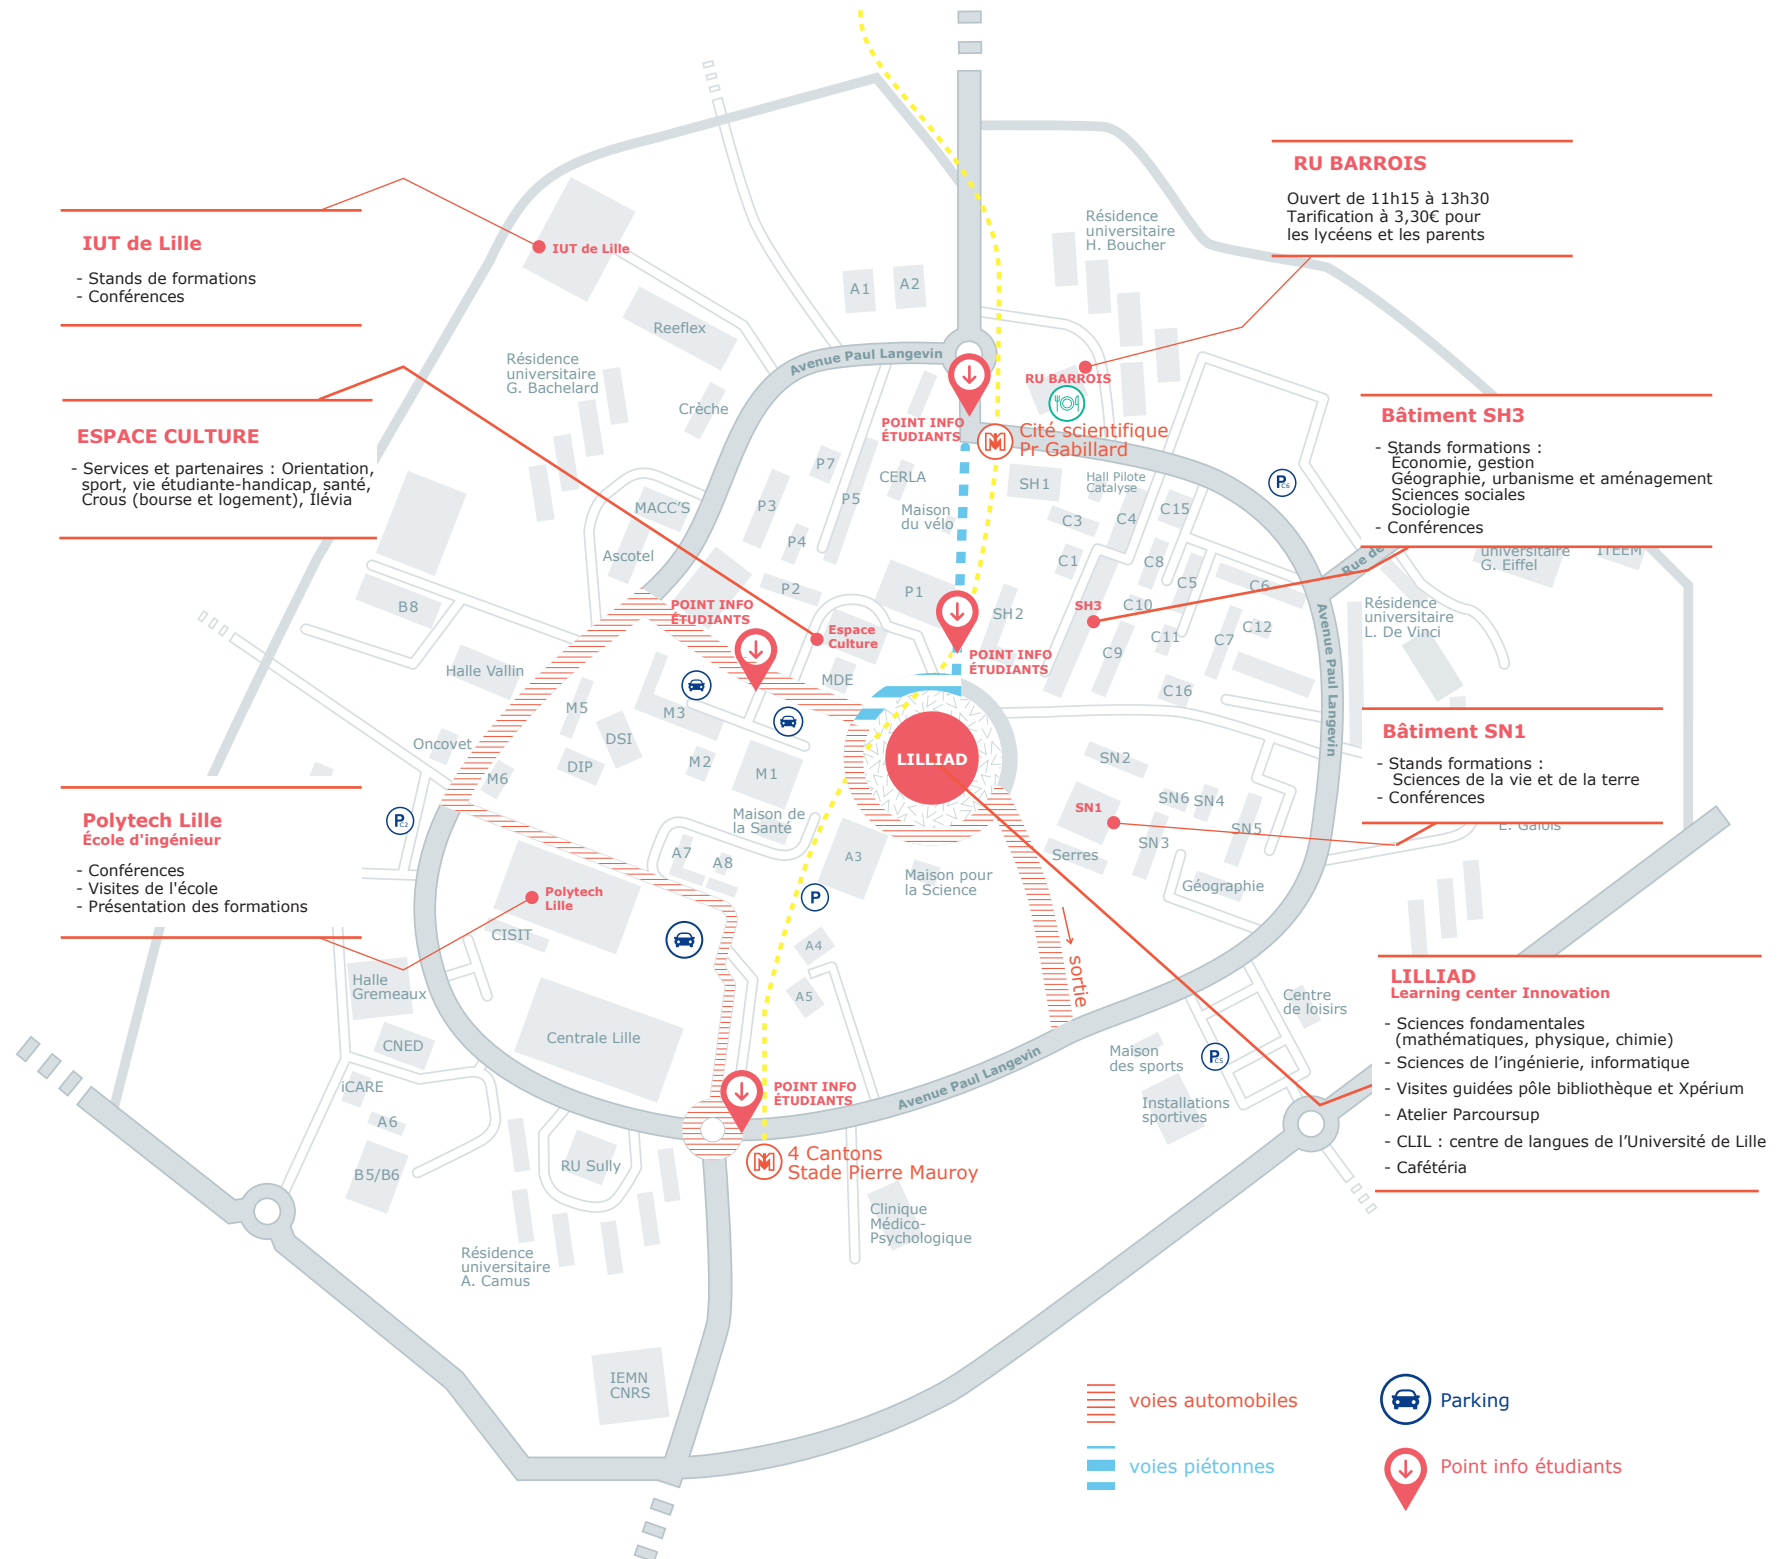 RU BARROIS
Ouvert de 11h15 à 13h30
Tarification à 3,30€ pour
les lycéens et les parents
IUT de Lille
- Stands de formations
- Conférences
ESPACE CULTURE
- Services et partenaires : Orientation,
sport, vie étudiante-handicap, santé,
Crous (bourse et logement), Ilévia
Polytech Lille
École d'ingénieur
- Conférences
- Visites de l'école
- Présentation des formations
Bâtiment SH3
- Stands formations :
Économie, gestion
Géographie, urbanisme et aménagement
Sciences sociales
Sociologie
- Conférences
Bâtiment SN1
- Stands formations :
Sciences de la vie et de la terre
- Conférences
LILLIAD
Learning center Innovation
- Sciences fondamentales
(mathématiques, physique, chimie)
- Sciences de l’ingénierie, informatique
- Visites guidées pôle bibliothèque et Xpérium
- Atelier Parcoursup
- CLIL : centre de langues de l’Université de Lille
- Cafétéria
IUT de Lille
Reeflex
Résidence
universitaire
G. Bachelard
Crèche
A1
A2
Avenue Paul Langevin
Résidence
universitaire
H. Boucher
RU BARROIS
POINT INFO
ÉTUDIANTS
Cité scientifique
Pr Gabillard
MACC’S
Ascotel
B8
P7
P3
P5
P4
P2
P1
CERLA
Maison
du vélo
SH1
Hall Pilote
Catalyse
C3
C4
C15
C1
C8
C5
C6
C10
C11
C7
C12
C9
C16
SH2
SH3
PC6
Rue de
universitaire
G. Eiffel
ITEEM
Résidence
universitaire
L. De Vinci
Avenue Paul Langevin
POINT INFO
ÉTUDIANTS
Espace
Culture
POINT INFO
ÉTUDIANTS
MDE
Halle Vallin
M5
M3
DSI
DIP
M2
M1
Oncovet
M6
PC2
LILLIAD
SN2
SN6
SN4
SN1
SN5
SN3
Serres
Géographie
E. Galois
Maison de
la Santé
A7
A8
A3
Maison pour
la Science
Polytech
Lille
CISIT
P
A4
A5
sortie
Halle
Gremeaux
Centrale Lille
CNED
iCARE
A6
B5/B6
RU Sully
Résidence
universitaire
A. Camus
POINT INFO
ÉTUDIANTS
4 Cantons
Stade Pierre Mauroy
Avenue Paul Langevin
Maison
des sports
PC5
Centre
de loisirs
Installations
sportives
Clinique
Médico-
Psychologique
IEMN
CNRS
voies automobiles
Parking
voies piétonnes
Point info étudiants